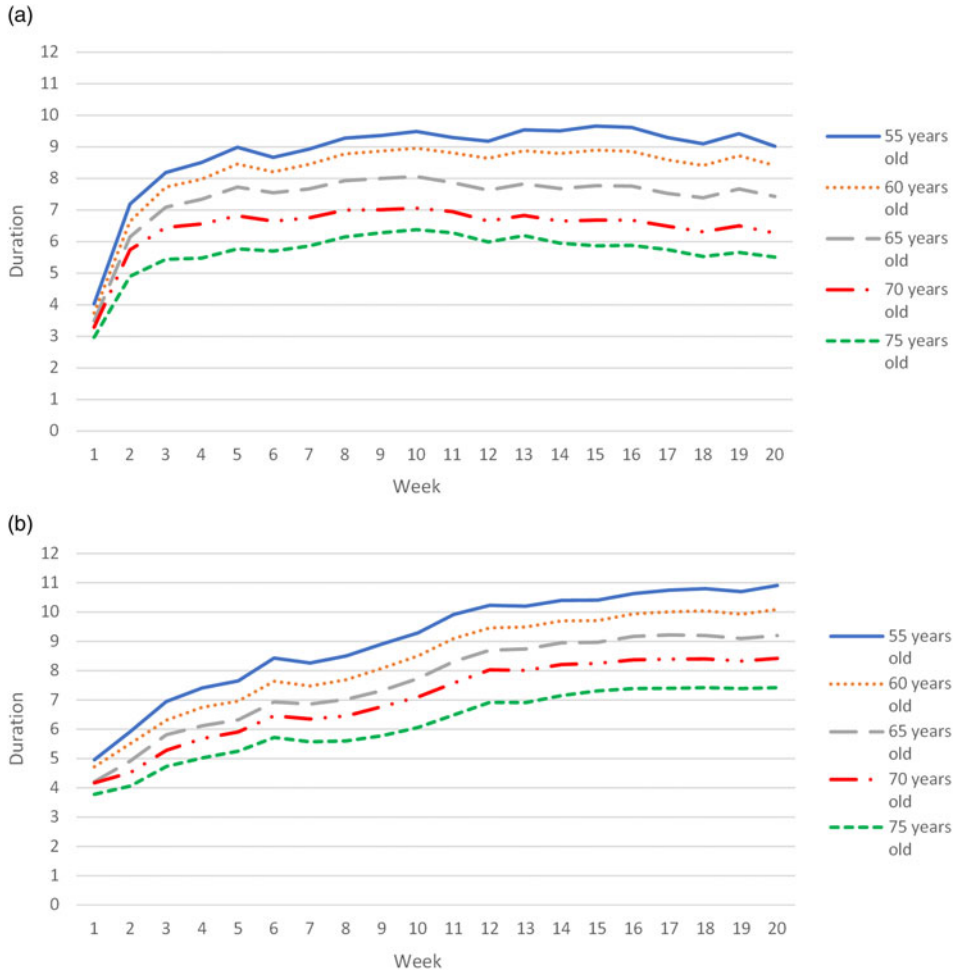 (a)
12
11
10
9
8
7
6
5
4
3
2
1
0
Duration
1 2 3 4 5 6 7 8 9 10 11 12 13 14 15 16 17 18 19 20
Week
55 years
old
60 years
old
65 years
old
70 years
old
75 years
old
(b)
12
11
10
9
8
7
6
5
4
3
2
1
0
Duration
1 2 3 4 5 6 7 8 9 10 11 12 13 14 15 16 17 18 19 20
Week
55 years
old
60 years
old
65 years
old
70 years
old
75 years
old